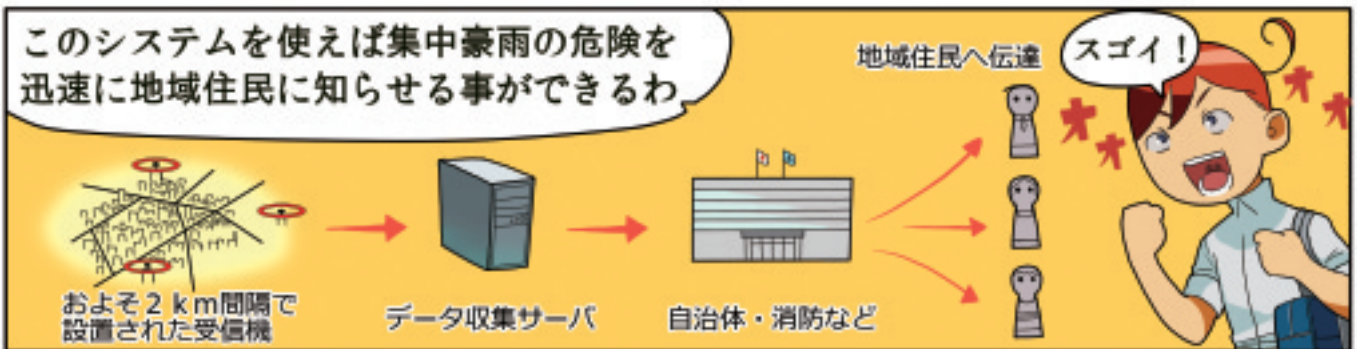 このシステムを使えば集中豪雨の危険を
迅速に地域住民に知らせる事ができるわ
地域住民へ伝達
スゴイ！
オ
オ
オ
オ
およそ２ｋｍ間隔で
設置された受信機
データ収集サーバ
自治体・消防など